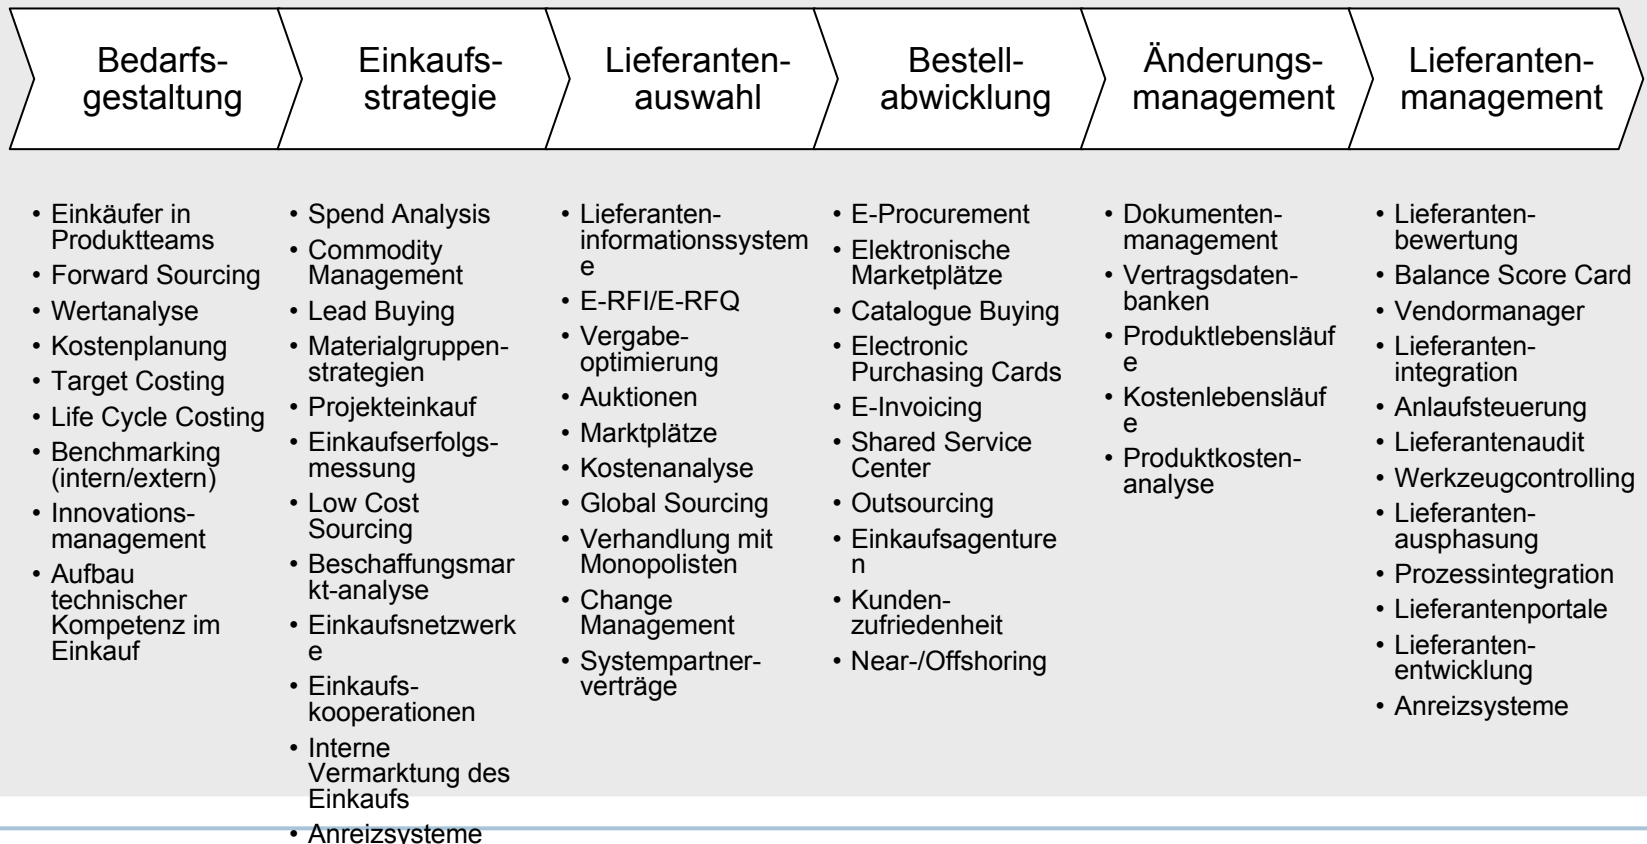 Bedarfs-
gestaltung
Einkaufs-
strategie
Lieferanten-
auswahl
Bestell-
abwicklung
Änderungs-
management
Lieferanten-
management
• Einkäufer in
Produktteams
• Forward Sourcing
• Wertanalyse
• Kostenplanung
• Target Costing
• Life Cycle Costing
• Benchmarking
(intern/extern)
• Innovations-
management
• Aufbau
technischer
Kompetenz im
Einkauf
• Spend Analysis
• Commodity
Management
• Lead Buying
• Materialgruppen-
strategien
• Projekteinkauf
• Einkaufserfolgs-
messung
• Low Cost
Sourcing
• Beschaffungsmar
kt-analyse
• Einkaufsnetzwerk
e
• Einkaufs-
kooperationen
• Interne
Vermarktung des
Einkaufs
• Anreizsysteme
• Lieferanten-
informationssystem
e
• E-RFI/E-RFQ
• Vergabe-
optimierung
• Auktionen
• Marktplätze
• Kostenanalyse
• Global Sourcing
• Verhandlung mit
Monopolisten
• Change
Management
• Systempartner-
verträge
• E-Procurement
• Elektronische
Marketplätze
• Catalogue Buying
• Electronic
Purchasing Cards
• E-Invoicing
• Shared Service
Center
• Outsourcing
• Einkaufsagenture
n
• Kunden-
zufriedenheit
• Near-/Offshoring
• Dokumenten-
management
• Vertragsdaten-
banken
• Produktlebensläuf
e
• Kostenlebensläuf
e
• Produktkosten-
analyse
• Lieferanten-
bewertung
• Balance Score Card
• Vendormanager
• Lieferanten-
integration
• Anlaufsteuerung
• Lieferantenaudit
• Werkzeugcontrolling
• Lieferanten-
ausphasung
• Prozessintegration
• Lieferantenportale
• Lieferanten-
entwicklung
• Anreizsysteme